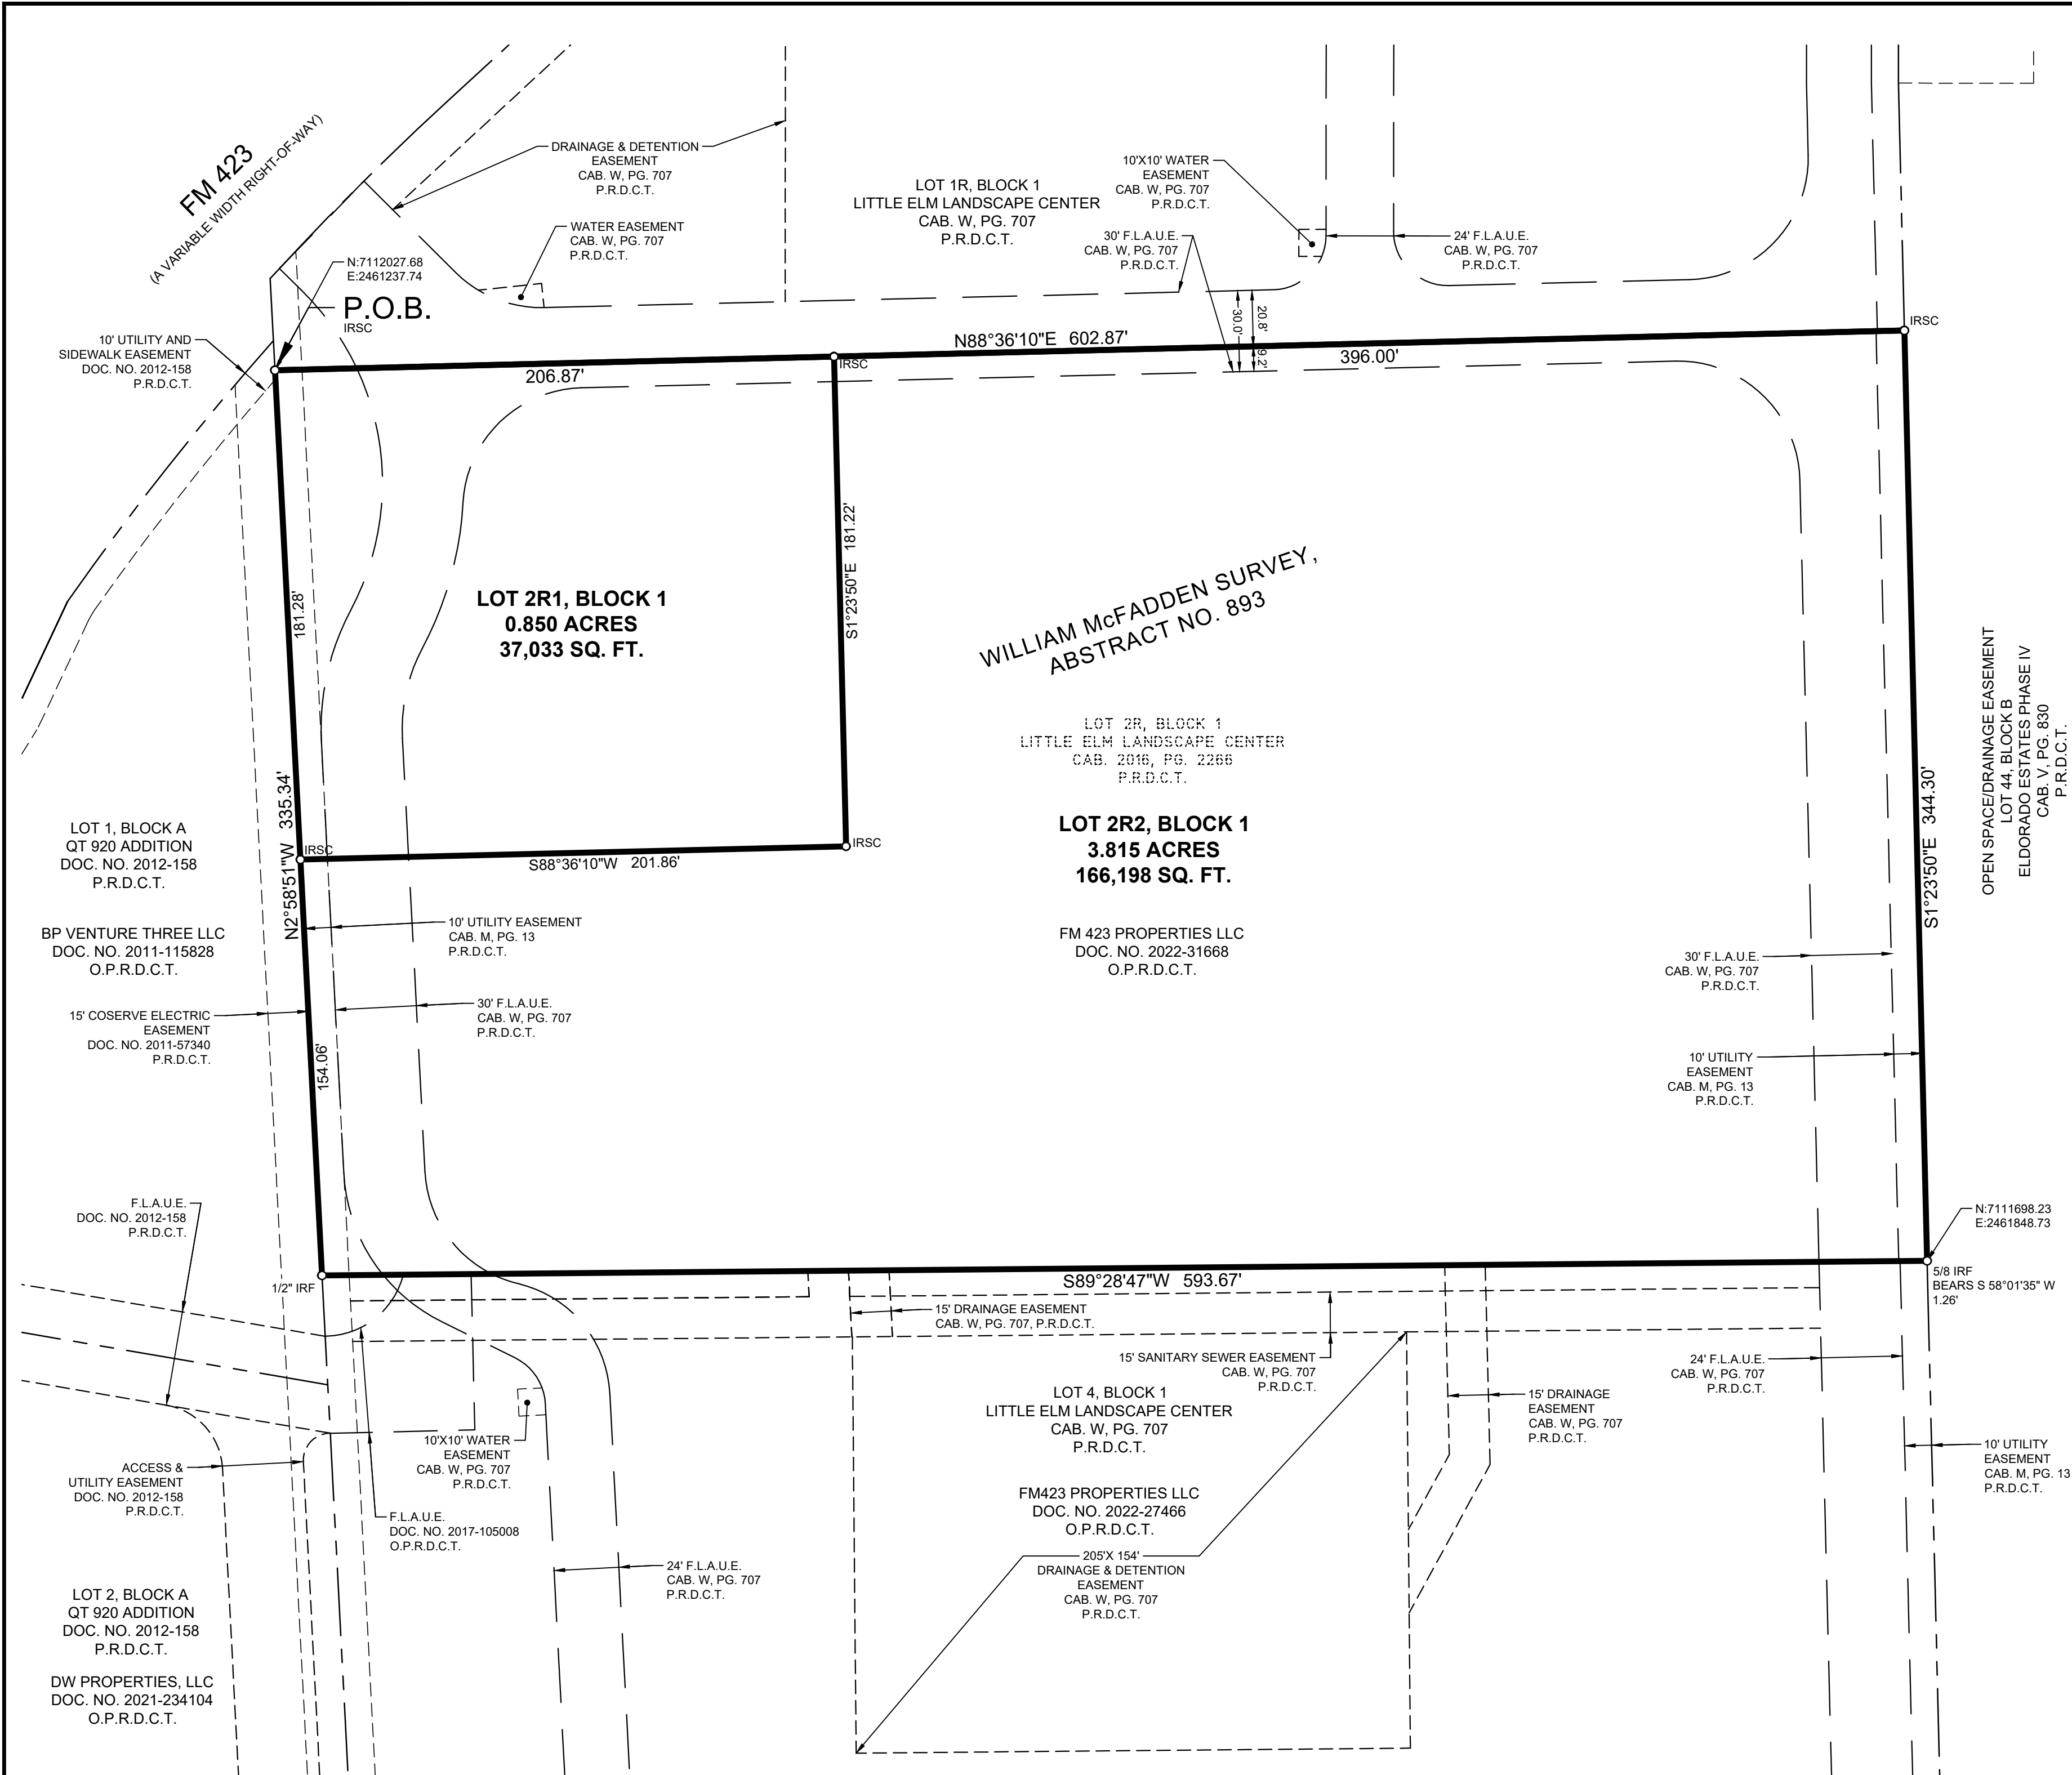 FM 423
(A VARIABLE WIDTH RIGHT-OF-WAY)
DRAINAGE & DETENTION
EASEMENT
CAB. W, PG. 707
P.R.D.C.T.
WATER EASEMENT
CAB. W, PG. 707
P.R.D.C.T.
LOT 1R, BLOCK 1
LITTLE ELM LANDSCAPE CENTER
CAB. W, PG. 707
P.R.D.C.T.
10'X10' WATER
EASEMENT
CAB. W, PG. 707
P.R.D.C.T.
30' F.L.A.U.E.
CAB. W, PG. 707
P.R.D.C.T.
24' F.L.A.U.E.
CAB. W, PG. 707
P.R.D.C.T.
N:7112027.68
E:2461237.74
P.O.B.
IRSC
10' UTILITY AND
SIDEWALK EASEMENT
DOC. NO. 2012-158
P.R.D.C.T.
30.0'
20.8'
9.2'
N88°36'10"E 602.87'
206.87'
IRSC
396.00'
IRSC
181.28'
LOT 2R1, BLOCK 1
0.850 ACRES
37,033 SQ. FT.
S1°23'50"E 181.22'
WILLIAM McFADDEN SURVEY,
ABSTRACT NO. 893
LOT 2R, BLOCK 1
LITTLE ELM LANDSCAPE CENTER
CAB. 2016, PG. 2266
P.R.D.C.T.
OPEN SPACE/DRAINAGE EASEMENT
LOT 44, BLOCK B
ELDORADO ESTATES PHASE IV
CAB. V, PG. 830
P.R.D.C.T.
S1°23'50"E 344.30'
N2°58'51"W 335.34'
LOT 1, BLOCK A
QT 920 ADDITION
DOC. NO. 2012-158
P.R.D.C.T.
IRSC
S88°36'10"W 201.86'
IRSC
LOT 2R2, BLOCK 1
3.815 ACRES
166,198 SQ. FT.
BP VENTURE THREE LLC
DOC. NO. 2011-115828
O.P.R.D.C.T.
10' UTILITY EASEMENT
CAB. M, PG. 13
P.R.D.C.T.
FM 423 PROPERTIES LLC
DOC. NO. 2022-31668
O.P.R.D.C.T.
30' F.L.A.U.E.
CAB. W, PG. 707
P.R.D.C.T.
15' COSERVE ELECTRIC
EASEMENT
DOC. NO. 2011-57340
P.R.D.C.T.
30' F.L.A.U.E.
CAB. W, PG. 707
P.R.D.C.T.
154.06'
10' UTILITY
EASEMENT
CAB. M, PG. 13
P.R.D.C.T.
F.L.A.U.E.
DOC. NO. 2012-158
P.R.D.C.T.
N:7111698.23
E:2461848.73
1/2" IRF
S89°28'47"W 593.67'
5/8 IRF
BEARS S 58°01'35" W
1.26'
15' DRAINAGE EASEMENT
CAB. W, PG. 707, P.R.D.C.T.
15' SANITARY SEWER EASEMENT
CAB. W, PG. 707
P.R.D.C.T.
24' F.L.A.U.E.
CAB. W, PG. 707
P.R.D.C.T.
LOT 4, BLOCK 1
LITTLE ELM LANDSCAPE CENTER
CAB. W, PG. 707
P.R.D.C.T.
15' DRAINAGE
EASEMENT
CAB. W, PG. 707
P.R.D.C.T.
10'X10' WATER
EASEMENT
CAB. W, PG. 707
P.R.D.C.T.
10' UTILITY
EASEMENT
CAB. M, PG. 13
P.R.D.C.T.
ACCESS &
UTILITY EASEMENT
DOC. NO. 2012-158
P.R.D.C.T.
FM423 PROPERTIES LLC
DOC. NO. 2022-27466
O.P.R.D.C.T.
F.L.A.U.E.
DOC. NO. 2017-105008
O.P.R.D.C.T.
205'X 154'
DRAINAGE & DETENTION
EASEMENT
CAB. W, PG. 707
P.R.D.C.T.
24' F.L.A.U.E.
CAB. W, PG. 707
P.R.D.C.T.
LOT 2, BLOCK A
QT 920 ADDITION
DOC. NO. 2012-158
P.R.D.C.T.
DW PROPERTIES, LLC
DOC. NO. 2021-234104
O.P.R.D.C.T.